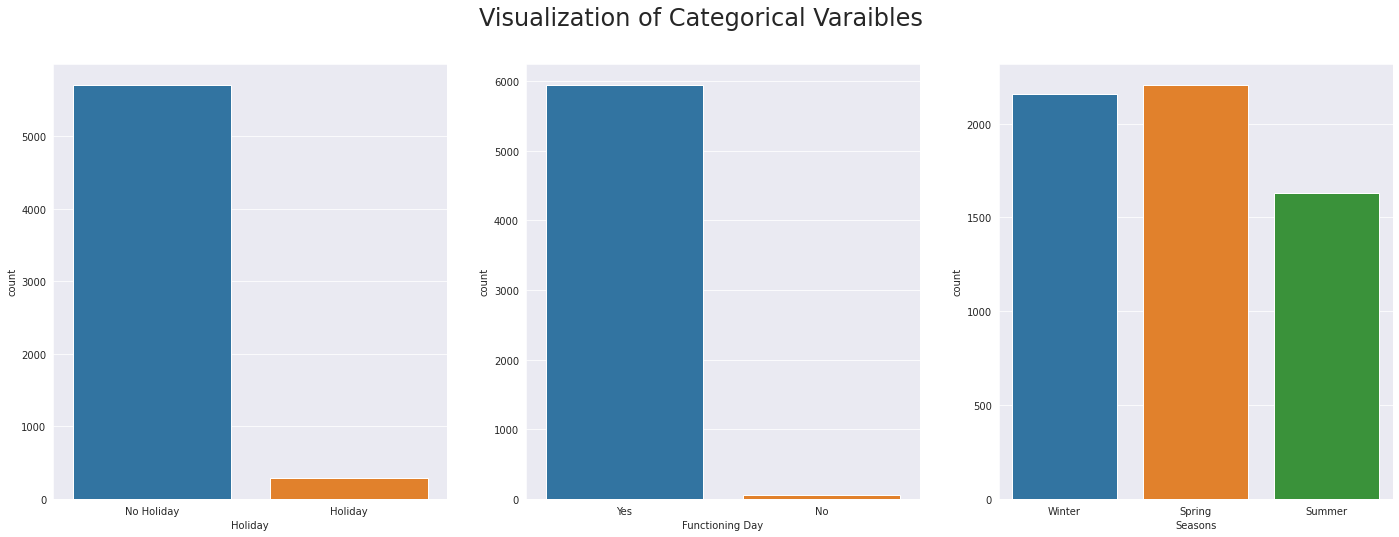 Visualization of Categorical Varaibles
5000
4000
3000
2000
1000
0
count
No Holiday
Holiday
Holiday
6000
5000
4000
3000
2000
1000
0
count
Yes
No
Functioning Day
2000
1500
1000
500
0
count
Winter
Spring
Summer
Seasons